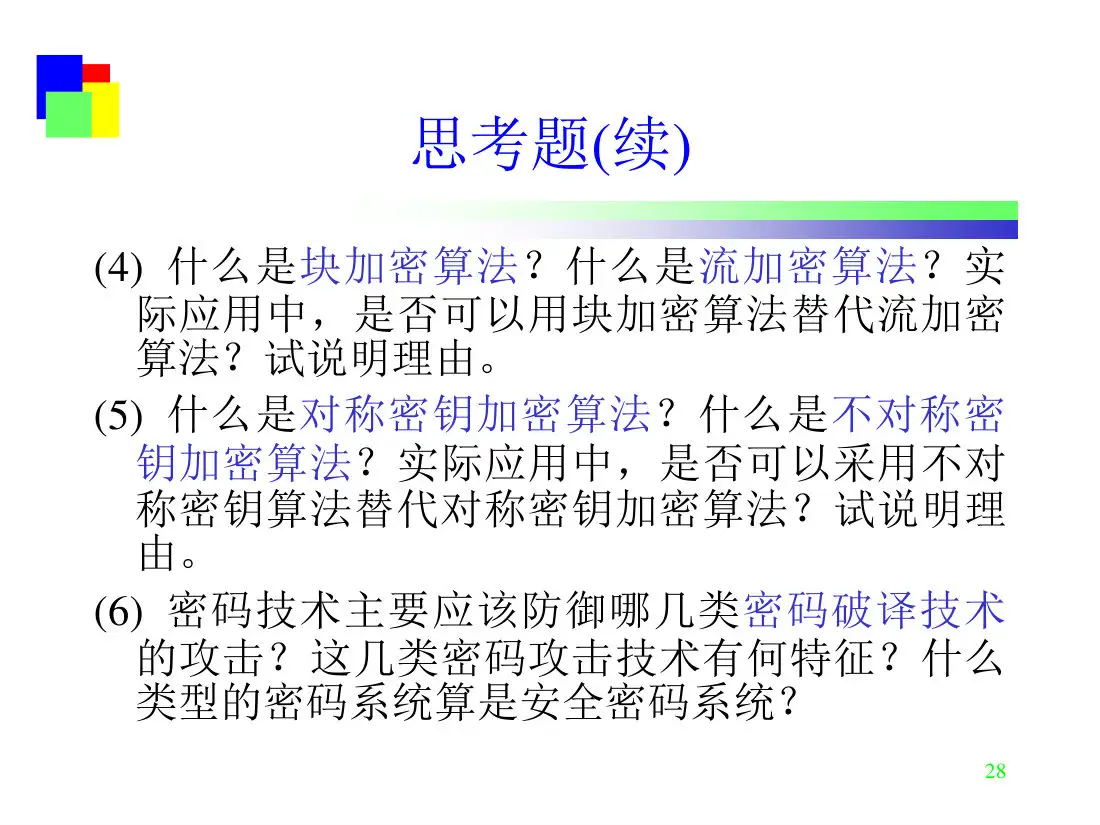 思考题(续)
(4) 什么是块加密算法？什么是流加密算法？实
际应用中，是否可以用块加密算法替代流加密
算法？试说明理由。
(5) 什么是对称密钥加密算法？什么是不对称密
钥加密算法？实际应用中，是否可以采用不对
称密钥算法替代对称密钥加密算法？试说明理
由。
(6) 密码技术主要应该防御哪几类密码破译技术
的攻击？这几类密码攻击技术有何特征？什么
类型的密码系统算是安全密码系统？
28